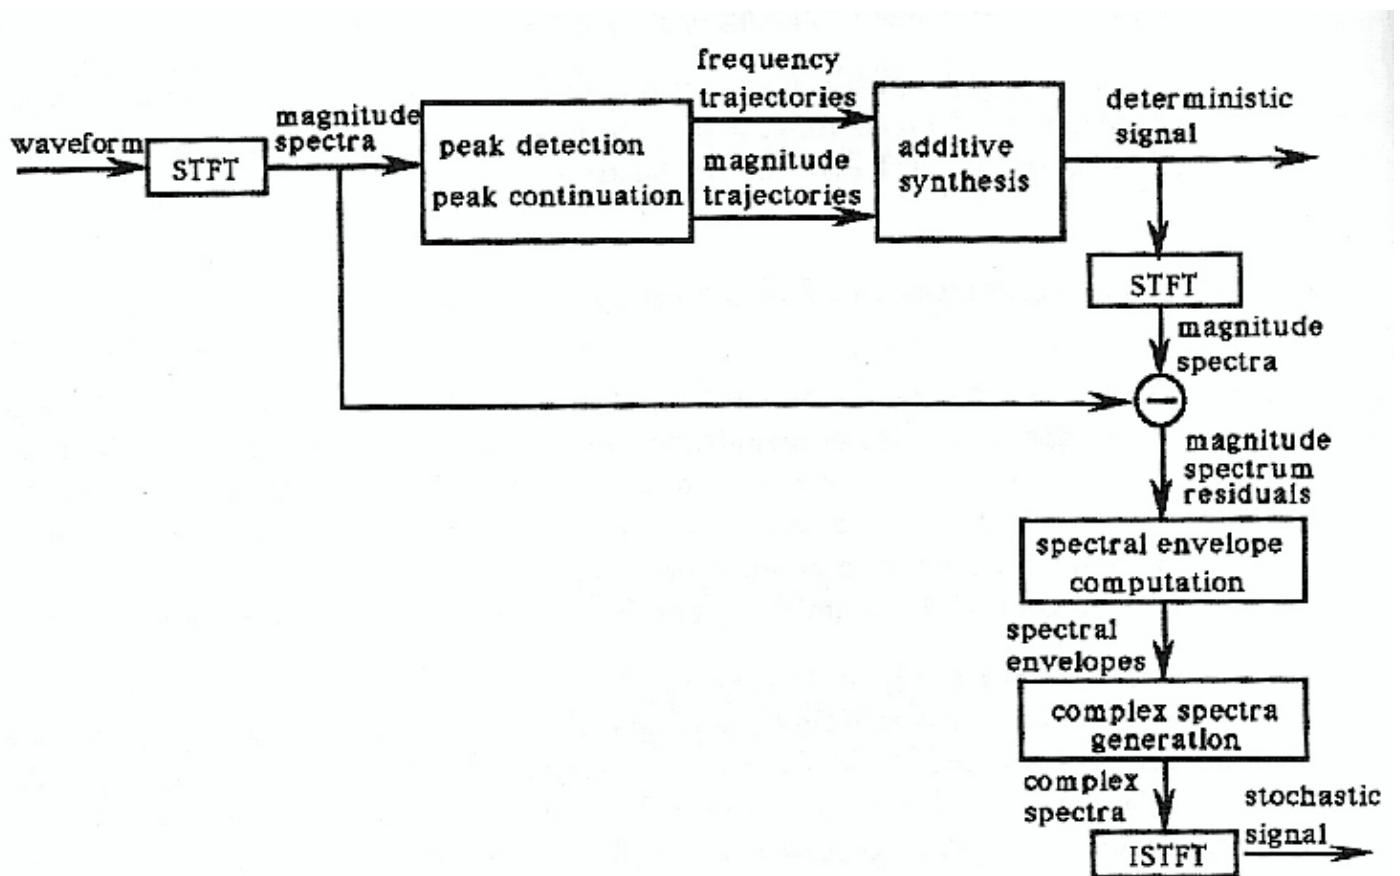 waveform
STFT
magnitude
spectra
peak detection
peak continuation
frequency
trajectories
magnitude
trajectories
additive
synthesis
deterministic
signal
STFT
magnitude
spectra
−
magnitude
spectrum
residuals
spectral envelope
computation
spectral
envelopes
complex spectra
generation
complex
spectra
ISTFT
stochastic
signal